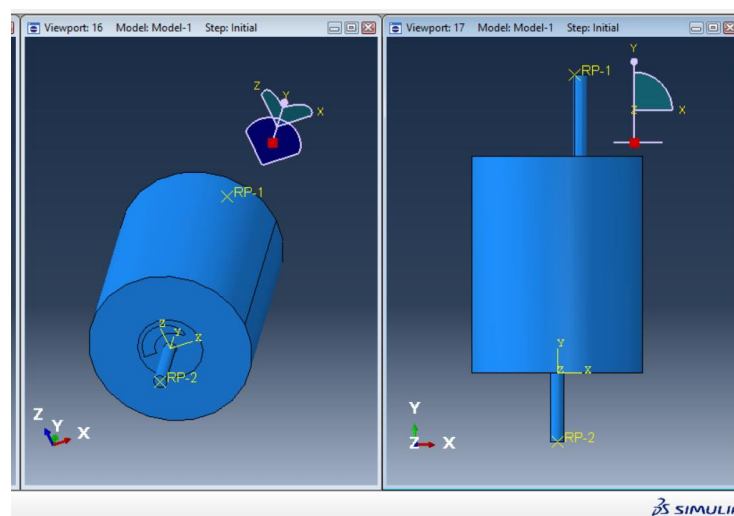 Viewport: 16 Model: Model-1 Step: Initial
Z
Y
X
RP-1
Z
Y
X
RP-2
Z
Y
X
Viewport: 17 Model: Model-1 Step: Initial
Y
RP-1
Z
X
Y
Z
X
RP-2
Y
Z
X